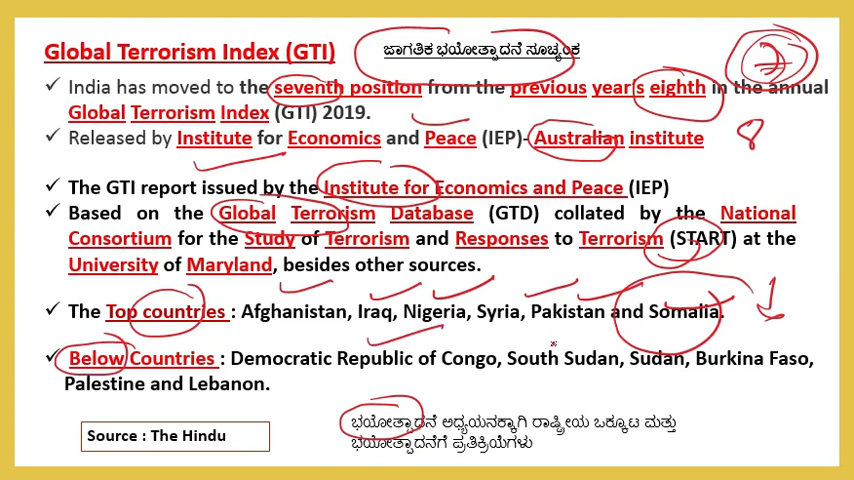 Global Terrorism Index (GTI) ಜಾಗತಿಕ ಭಯೋತ್ಪಾದನೆ ಸೂಚ್ಯಂಕ
7
✓ India has moved to the seventh position from the previous year's eighth in the annual
Global Terrorism Index (GTI) 2019.
✓ Released by Institute for Economics and Peace (IEP)- Australian institute 8
✓ The GTI report issued by the Institute for Economics and Peace (IEP)
✓ Based on the Global Terrorism Database (GTD) collated by the National
Consortium for the Study of Terrorism and Responses to Terrorism (START) at the
University of Maryland, besides other sources.
✓ The Top countries : Afghanistan, Iraq, Nigeria, Syria, Pakistan and Somalia.
✓ Below Countries : Democratic Republic of Congo, South Sudan, Sudan, Burkina Faso,
Palestine and Lebanon.
ಭಯೋತ್ಪಾದನೆ ಅಧ್ಯಯನಕ್ಕಾಗಿ ರಾಷ್ಟ್ರೀಯ ಒಕ್ಕೂಟ ಮತ್ತು
Source : The Hindu
ಭಯೋತ್ಪಾದನೆಗೆ ಪ್ರತಿಕ್ರಿಯೆಗಳು